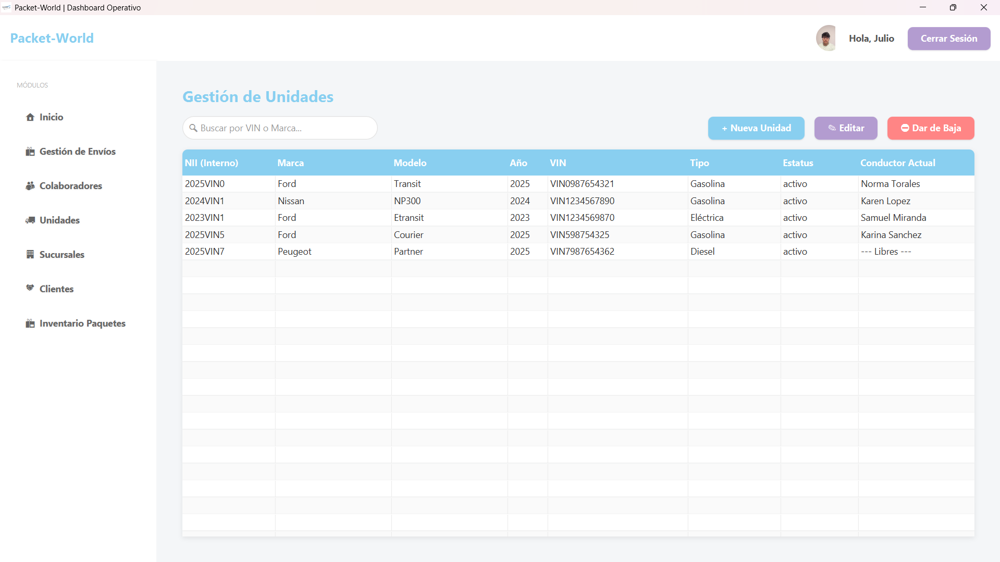 Packet-World | Dashboard Operativo
Packet-World
Hola, Julio
Cerrar Sesión
MÓDULOS
Inicio
Gestión de Envíos
Colaboradores
Unidades
Sucursales
Clientes
Inventario Paquetes
Gestión de Unidades
Buscar por VIN o Marca...
+ Nueva Unidad
Editar
Dar de Baja
NII (Interno) Marca Modelo Año VIN Tipo Estatus Conductor Actual
2025VIN0 Ford Transit 2025 VIN0987654321 Gasolina activo Norma Torales
2024VIN1 Nissan NP300 2024 VIN1234567890 Gasolina activo Karen Lopez
2023VIN1 Ford Etransit 2023 VIN1234569870 Eléctrica activo Samuel Miranda
2025VIN5 Ford Courier 2025 VIN598754325 Gasolina activo Karina Sanchez
2025VIN7 Peugeot Partner 2025 VIN7987654362 Diesel activo --- Libres ---